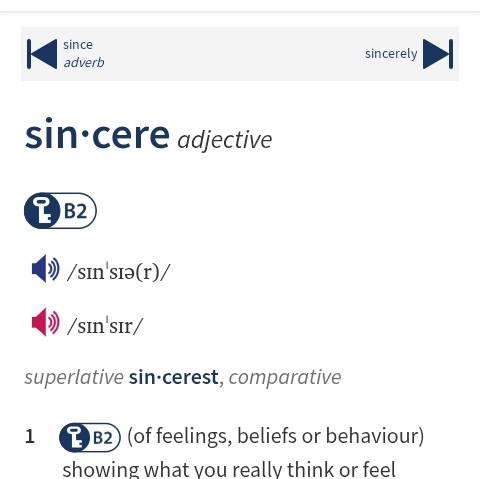 since
adverb
sincerely
sin·cere adjective
B2
/sɪnˈsɪə(r)/
/sɪnˈsɪr/
superlative sin·cerest, comparative
1 B2 (of feelings, beliefs or behaviour)
showing what you really think or feel